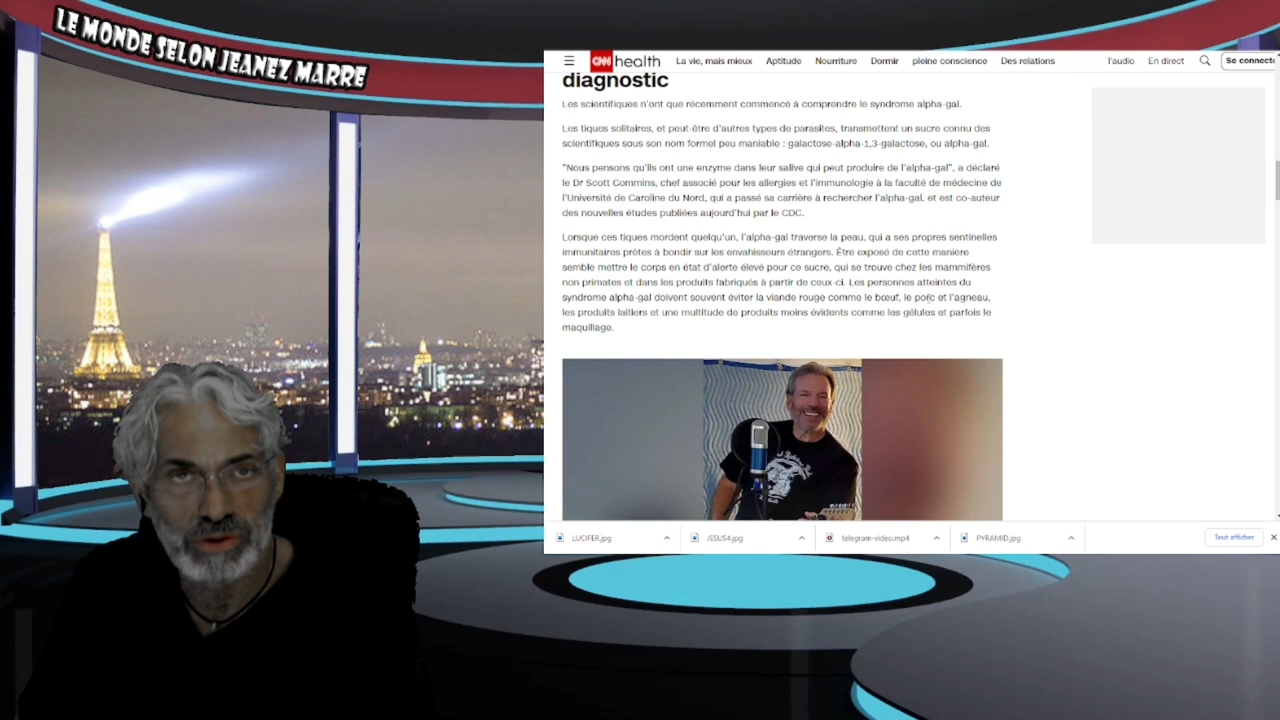 LE MONDE SELON JEANEZ MARRE
CNN health La vie, mais mieux Aptitude Nourriture Dormir pleine conscience Des relations l'audio En direct Se connecte
diagnostic
Les scientifiques n'ont que récemment commencé à comprendre le syndrome alpha-gal.
Les tiques solitaires, et peut-être d'autres types de parasites, transmettent un sucre connu des
scientifiques sous son nom formel peu maniable : galactose-alpha-1,3-galactose, ou alpha-gal.
"Nous pensons qu'ils ont une enzyme dans leur salive qui peut produire de l'alpha-gal", a déclaré
le Dr Scott Commins, chef associé pour les allergies et l'immunologie à la faculté de médecine de
l'Université de Caroline du Nord, qui a passé sa carrière à rechercher l'alpha-gal, et est co-auteur
des nouvelles études publiées aujourd'hui par le CDC.
Lorsque ces tiques mordent quelqu'un, l'alpha-gal traverse la peau, qui a ses propres sentinelles
immunitaires prêtes à bondir sur les envahisseurs étrangers. Être exposé de cette manière
semble mettre le corps en état d'alerte élevé pour ce sucre, qui se trouve chez les mammifères
non primates et dans les produits fabriqués à partir de ceux-ci. Les personnes atteintes du
syndrome alpha-gal doivent souvent éviter la viande rouge comme le bœuf, le porc et l'agneau,
les produits laitiers et une multitude de produits moins évidents comme les gélules et parfois le
maquillage.
LUCIFER.jpg JESUS4.jpg telegram-video.mp4 PYRAMID.jpg Tout afficher